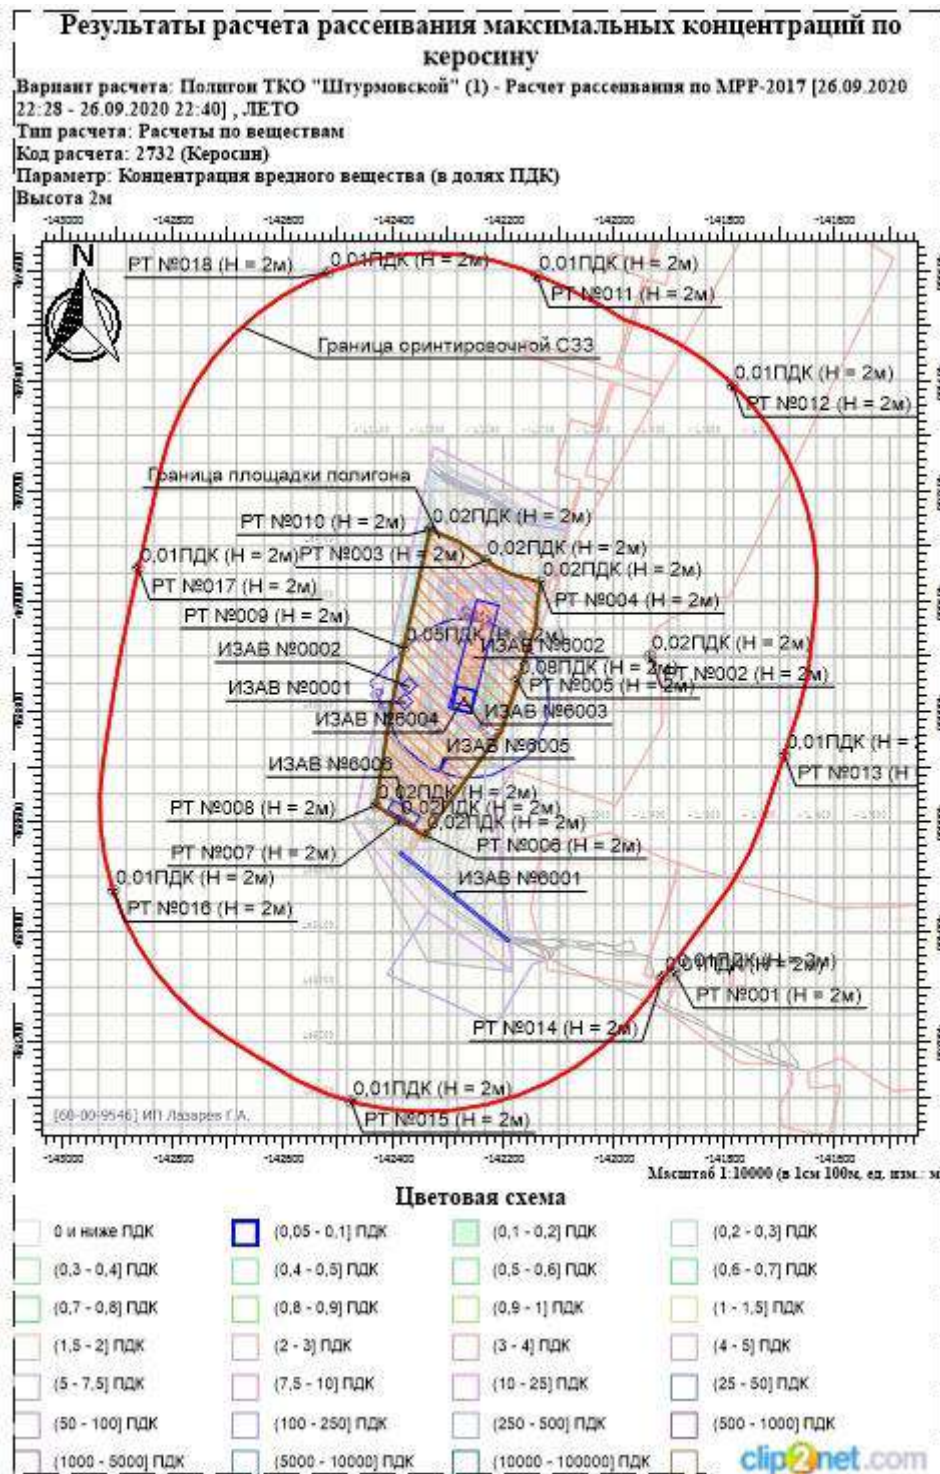 Результаты расчета рассеивания максимальных концентраций по
керосину
Вариант расчета: Полигон ТКО "Штурмовской" (1) - Расчет рассеивания по МРР-2017 [26.09.2020
22:28 - 26.09.2020 22:40] , ЛЕТО
Тип расчета: Расчеты по веществам
Код расчета: 2732 (Керосин)
Параметр: Концентрация вредного вещества (в долях ПДК)
Высота 2м
N
РТ №018 (H = 2м)
0,01ПДК (H = 2м)
0,01ПДК (H = 2м)
РТ №011 (H = 2м)
Граница оринтировочной СЗЗ
0,01ПДК (H = 2м)
РТ №012 (H = 2м)
Граница площадки полигона
РТ №010 (H = 2м)
0,02ПДК (H = 2м)
0,01ПДК (H = 2м)
РТ №003 (H = 2м)
0,02ПДК (H = 2м)
0,02ПДК (H = 2м)
РТ №017 (H = 2м)
РТ №004 (H = 2м)
РТ №009 (H = 2м)
0,05ПДК (H = 2м)
ИЗАВ №0002
ИЗАВ №6002
0,02ПДК (H = 2м)
0,08ПДК (H = 2м)
РТ №002 (H = 2м)
ИЗАВ №0001
РТ №005 (H = 2м)
ИЗАВ №6004
ИЗАВ №6003
ИЗАВ №6005
0,01ПДК (H =
ИЗАВ №6006
РТ №013 (H
0,02ПДК (H = 2м)
РТ №008 (H = 2м)
0,02ПДК (H = 2м)
0,02ПДК (H = 2м)
РТ №007 (H = 2м)
РТ №006 (H = 2м)
0,01ПДК (H = 2м)
ИЗАВ №6001
РТ №016 (H = 2м)
0,01ПДК (H = 2м)
РТ №001 (H = 2м)
РТ №014 (H = 2м)
0,01ПДК (H = 2м)
[60-00-9546] ИП Лазарев Г.А.
РТ №015 (H = 2м)
Масштаб 1:10000 (в 1см 100м, ед. изм.: м
Цветовая схема
0 и ниже ПДК (0,05 - 0,1] ПДК (0,1 - 0,2] ПДК (0,2 - 0,3] ПДК
(0,3 - 0,4] ПДК (0,4 - 0,5] ПДК (0,5 - 0,6] ПДК (0,6 - 0,7] ПДК
(0,7 - 0,8] ПДК (0,8 - 0,9] ПДК (0,9 - 1] ПДК (1 - 1,5] ПДК
(1,5 - 2] ПДК (2 - 3] ПДК (3 - 4] ПДК (4 - 5] ПДК
(5 - 7,5] ПДК (7,5 - 10] ПДК (10 - 25] ПДК (25 - 50] ПДК
(50 - 100] ПДК (100 - 250] ПДК (250 - 500] ПДК (500 - 1000] ПДК
(1000 - 5000] ПДК (5000 - 10000] ПДК (10000 - 100000] ПДК
clip2net.com